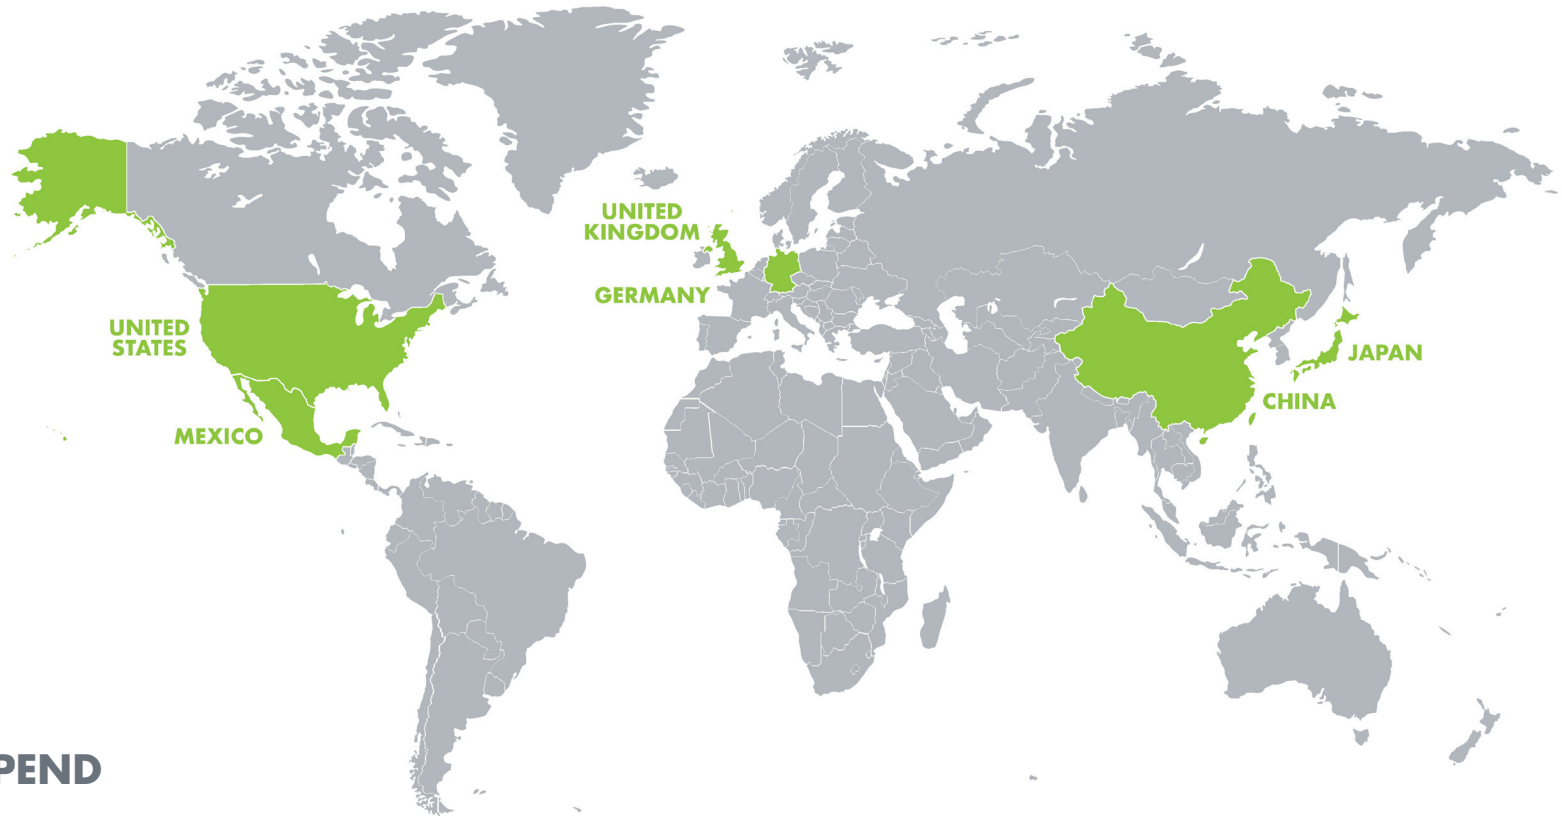 UNITED
KINGDOM
GERMANY
UNITED
STATES
JAPAN
CHINA
MEXICO
PEND